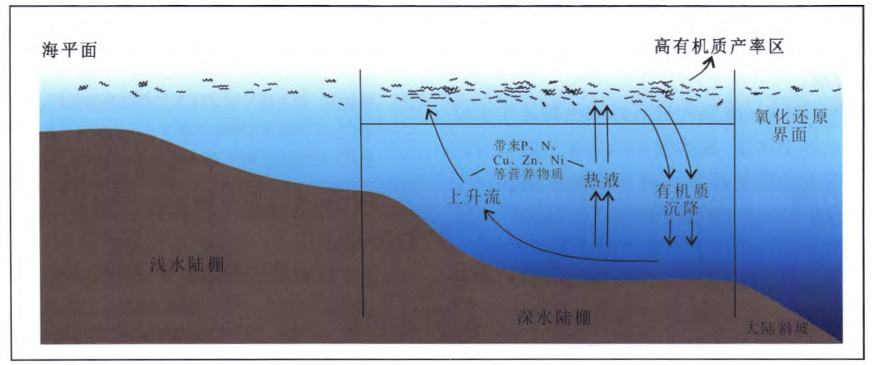 海平面
高有机质产率区
氧化还原
界面
带来P、N、
Cu、Zn、Ni
等营养物质
上升流
热液
有机质
沉降
浅水陆棚
深水陆棚
大陆斜坡